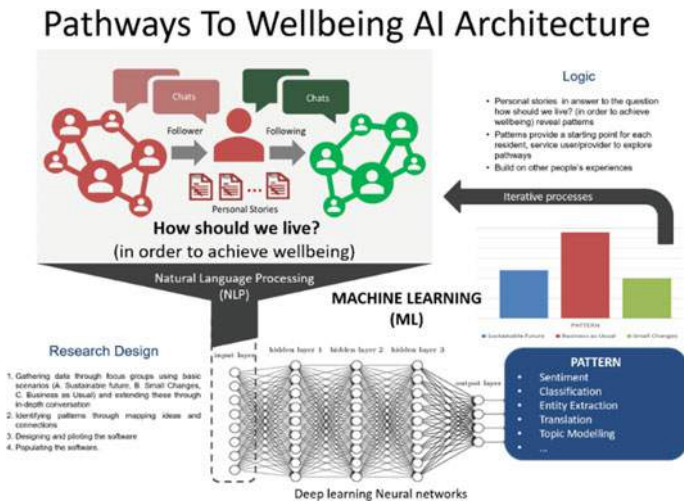 Pathways To Wellbeing AI Architecture
Chats
Chats
Follower
Following
Personal Stories
How should we live?
(in order to achieve wellbeing)
Natural Language Processing
(NLP)
Logic
• Personal stories in answer to the question
how should we live? (in order to achieve
wellbeing) reveal patterns
• Patterns provide a starting point for each
resident, service user/provider to explore
pathways
• Build on other people's experiences
Iterative processes
PATTERN
Sustainable Future
Business as Usual
Small Changes
MACHINE LEARNING
(ML)
Research Design
1. Gathering data through focus groups using basic
scenarios (A. Sustainable future, B. Small Changes,
C. Business as Usual) and extending these through
in-depth conversation
2. Identifying patterns through mapping ideas and
connections
3. Designing and piloting the software
4. Populating the software.
input layer
hidden layer 1
hidden layer 2
hidden layer 3
output layer
Deep learning Neural networks
PATTERN
• Sentiment
• Classification
• Entity Extraction
• Translation
• Topic Modelling
• ...